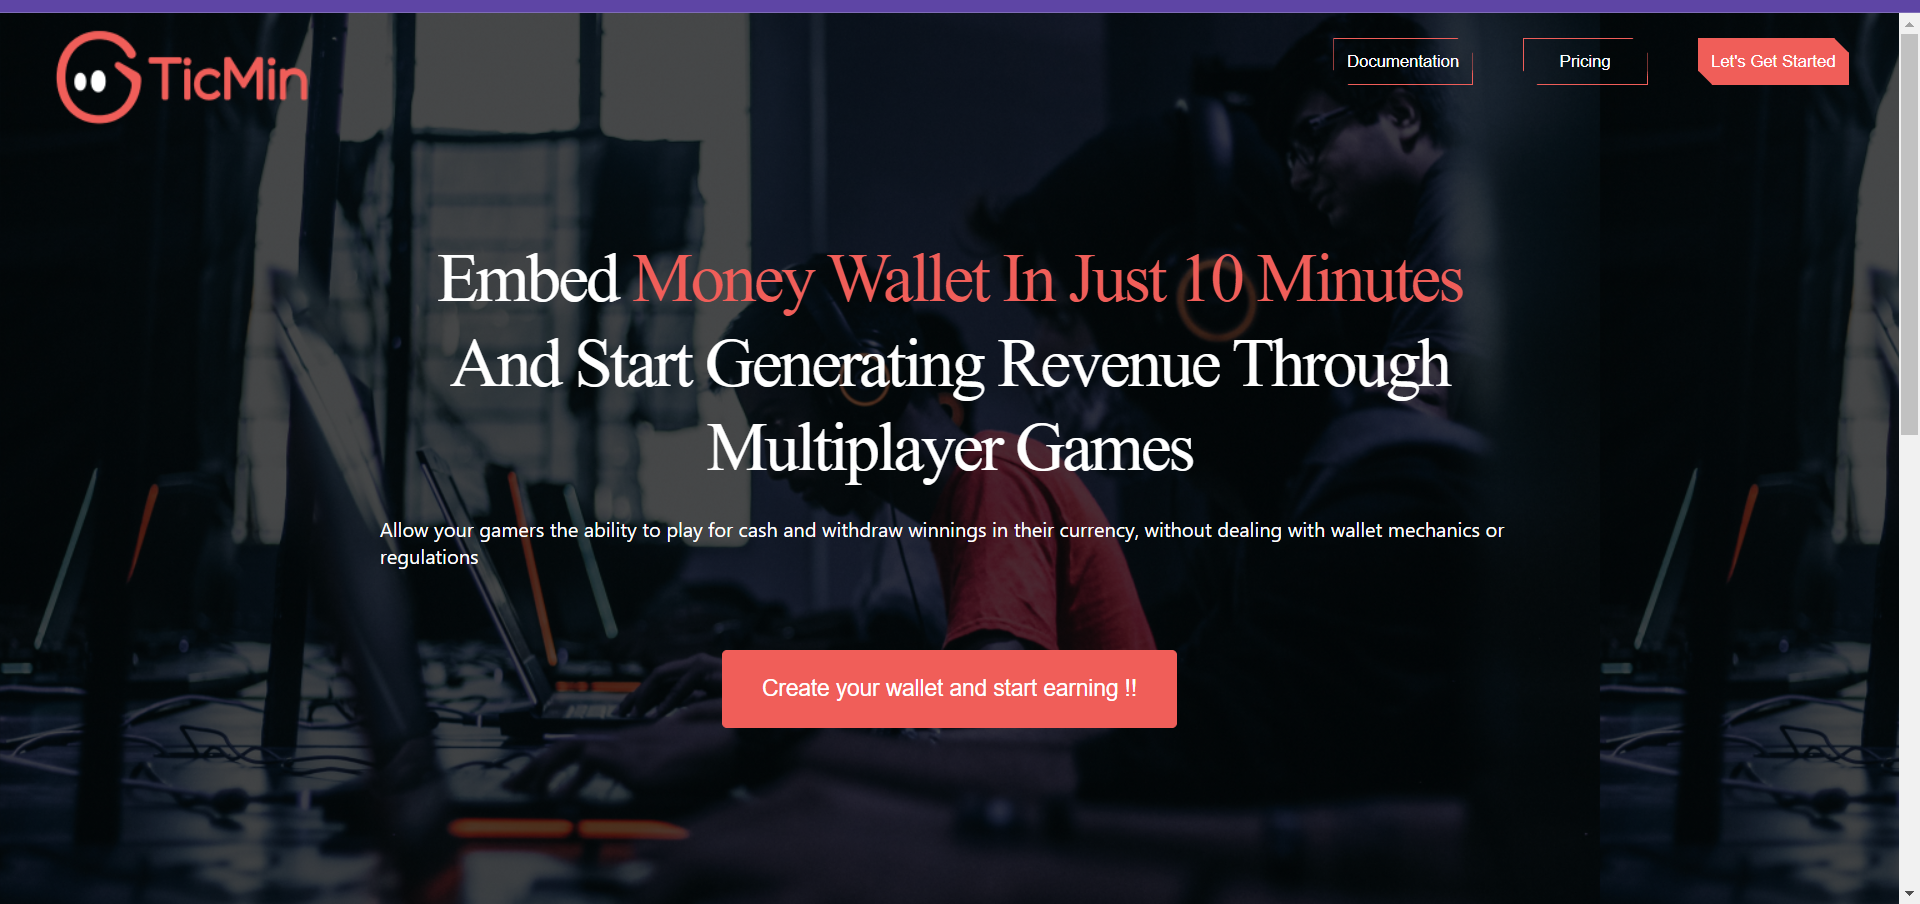 TicMin
Documentation
Pricing
Let's Get Started
Embed Money Wallet In Just 10 Minutes
And Start Generating Revenue Through
Multiplayer Games
Allow your gamers the ability to play for cash and withdraw winnings in their currency, without dealing with wallet mechanics or
regulations
Create your wallet and start earning !!